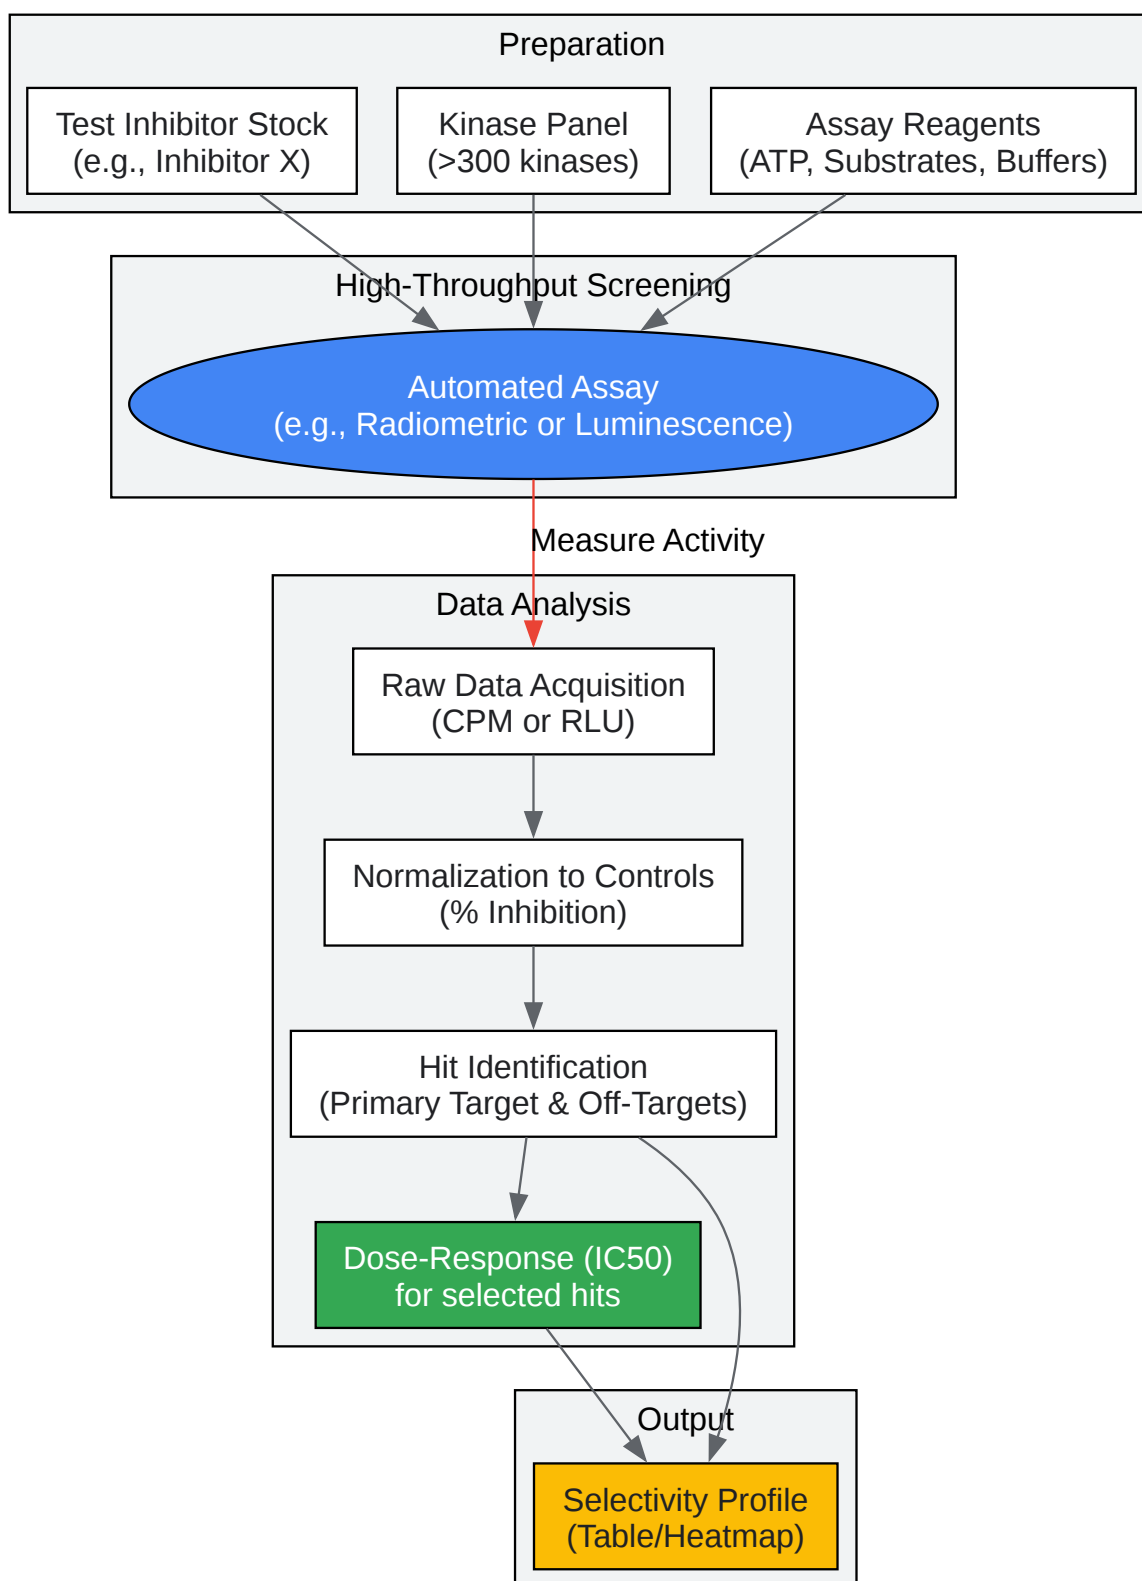 Preparation
Test Inhibitor Stock
(e.g., Inhibitor X)
Kinase Panel
(>300 kinases)
Assay Reagents
(ATP, Substrates, Buffers)
High-Throughput Screening
Automated Assay
(e.g., Radiometric or Luminescence)
Measure Activity
Data Analysis
Raw Data Acquisition
(CPM or RLU)
Normalization to Controls
(% Inhibition)
Hit Identification
(Primary Target & Off-Targets)
Dose-Response (IC50)
for selected hits
Output
Selectivity Profile
(Table/Heatmap)